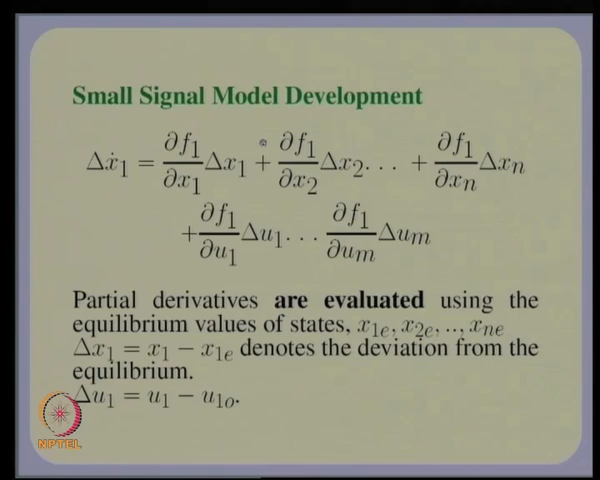 Small Signal Model Development
Δẋ₁ = ∂f₁/∂x₁ Δx₁ + ∂f₁/∂x₂ Δx₂. . . + ∂f₁/∂xₙ Δxₙ
+ ∂f₁/∂u₁ Δu₁. . . ∂f₁/∂uₘ Δuₘ
Partial derivatives are evaluated using the
equilibrium values of states, x₁ₑ, x₂ₑ, .., xₙₑ
Δx₁ = x₁ − x₁ₑ denotes the deviation from the
equilibrium.
Δu₁ = u₁ − u₁ₒ.
NPTEL